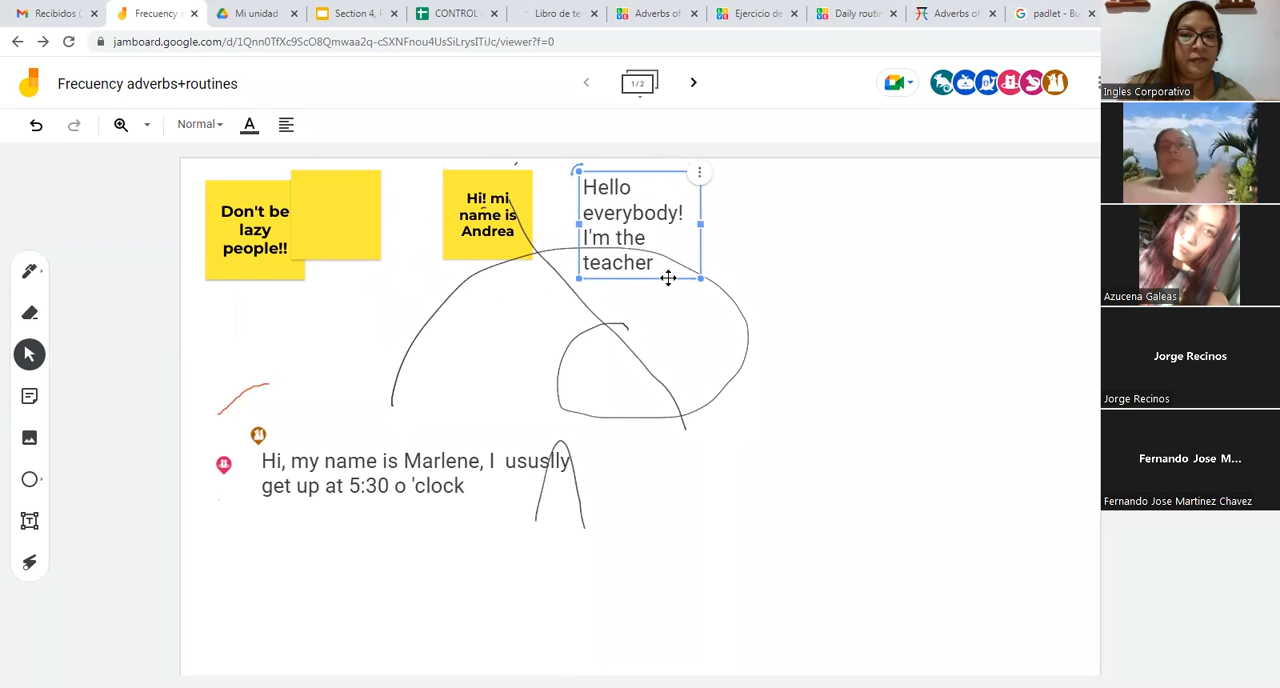 Recibidos (
Frecuency a
Mi unidad
Section 4, F
CONTROL A
Libro de te
Adverbs of
Ejercicio de
Daily routin
Adverbs of
padlet - Bu
jamboard.google.com/d/1Qnn0TfXc9ScO8Qmwaa2q-cSXNFnou4UsSiLrysITiJc/viewer?f=0
Frecuency adverbs+routines
1/2
Normal
A
Don't be
lazy
people!!
Hi! mi
name is
Andrea
Hello
everybody!
I'm the
teacher
Hi, my name is Marlene, I ususlly
get up at 5:30 o 'clock
Ingles Corporativo
Azucena Galeas
Jorge Recinos
Jorge Recinos
Fernando Jose M...
Fernando Jose Martinez Chavez